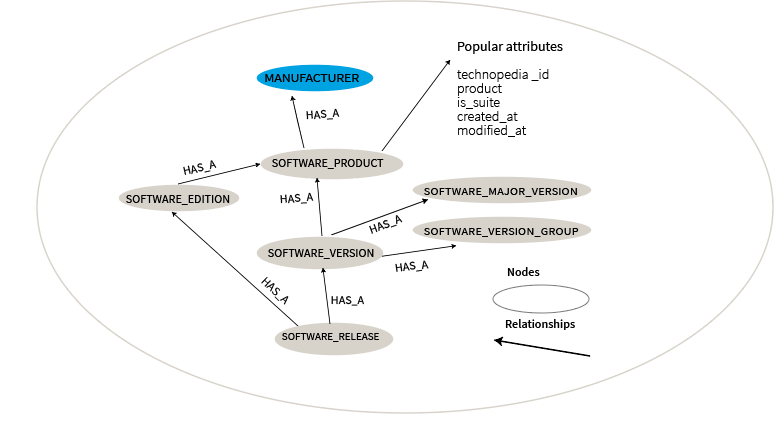 Popular attributes
technopedia _id
product
is_suite
created_at
modified_at
MANUFACTURER
HAS_A
SOFTWARE_PRODUCT
HAS_A
SOFTWARE_EDITION
HAS_A
SOFTWARE_MAJOR_VERSION
HAS_A
SOFTWARE_VERSION_GROUP
SOFTWARE_VERSION
HAS_A
Nodes
HAS_A
HAS_A
Relationships
SOFTWARE_RELEASE